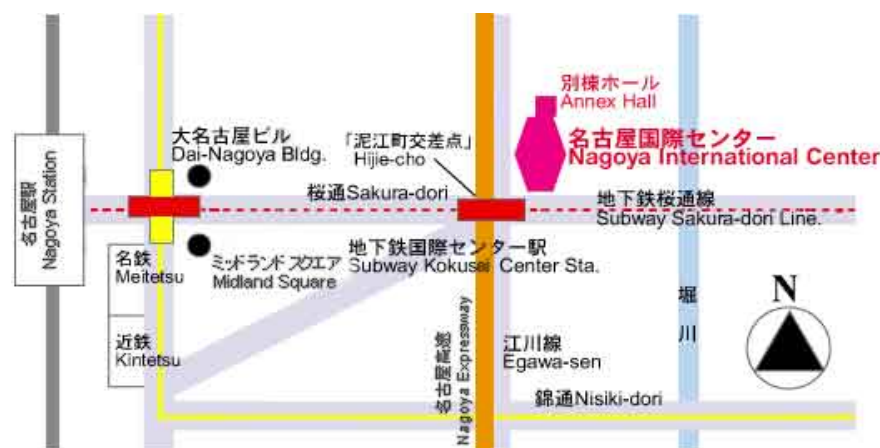 別棟ホール
Annex Hall
名古屋国際センター
Nagoya International Center
大名古屋ビル
Dai-Nagoya Bldg.
「泥江町交差点」
Hijie-cho
桜通Sakura-dori
地下鉄桜通線
Subway Sakura-dori Line.
名古屋駅
Nagoya Station
名鉄
Meitetsu
ミッドランドスクエア
Midland Square
地下鉄国際センター駅
Subway Kokusai Center Sta.
近鉄
Kintetsu
名古屋高速
Nagoya Expressway
江川線
Egawa-sen
堀川
N
錦通Nisiki-dori